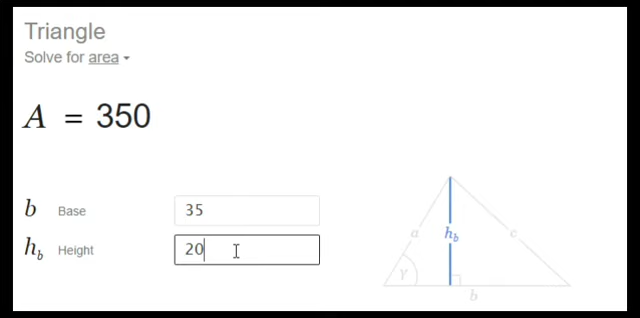 Triangle
Solve for area
A = 350
b Base 35
h_b Height 20
a
h_b
c
γ
b